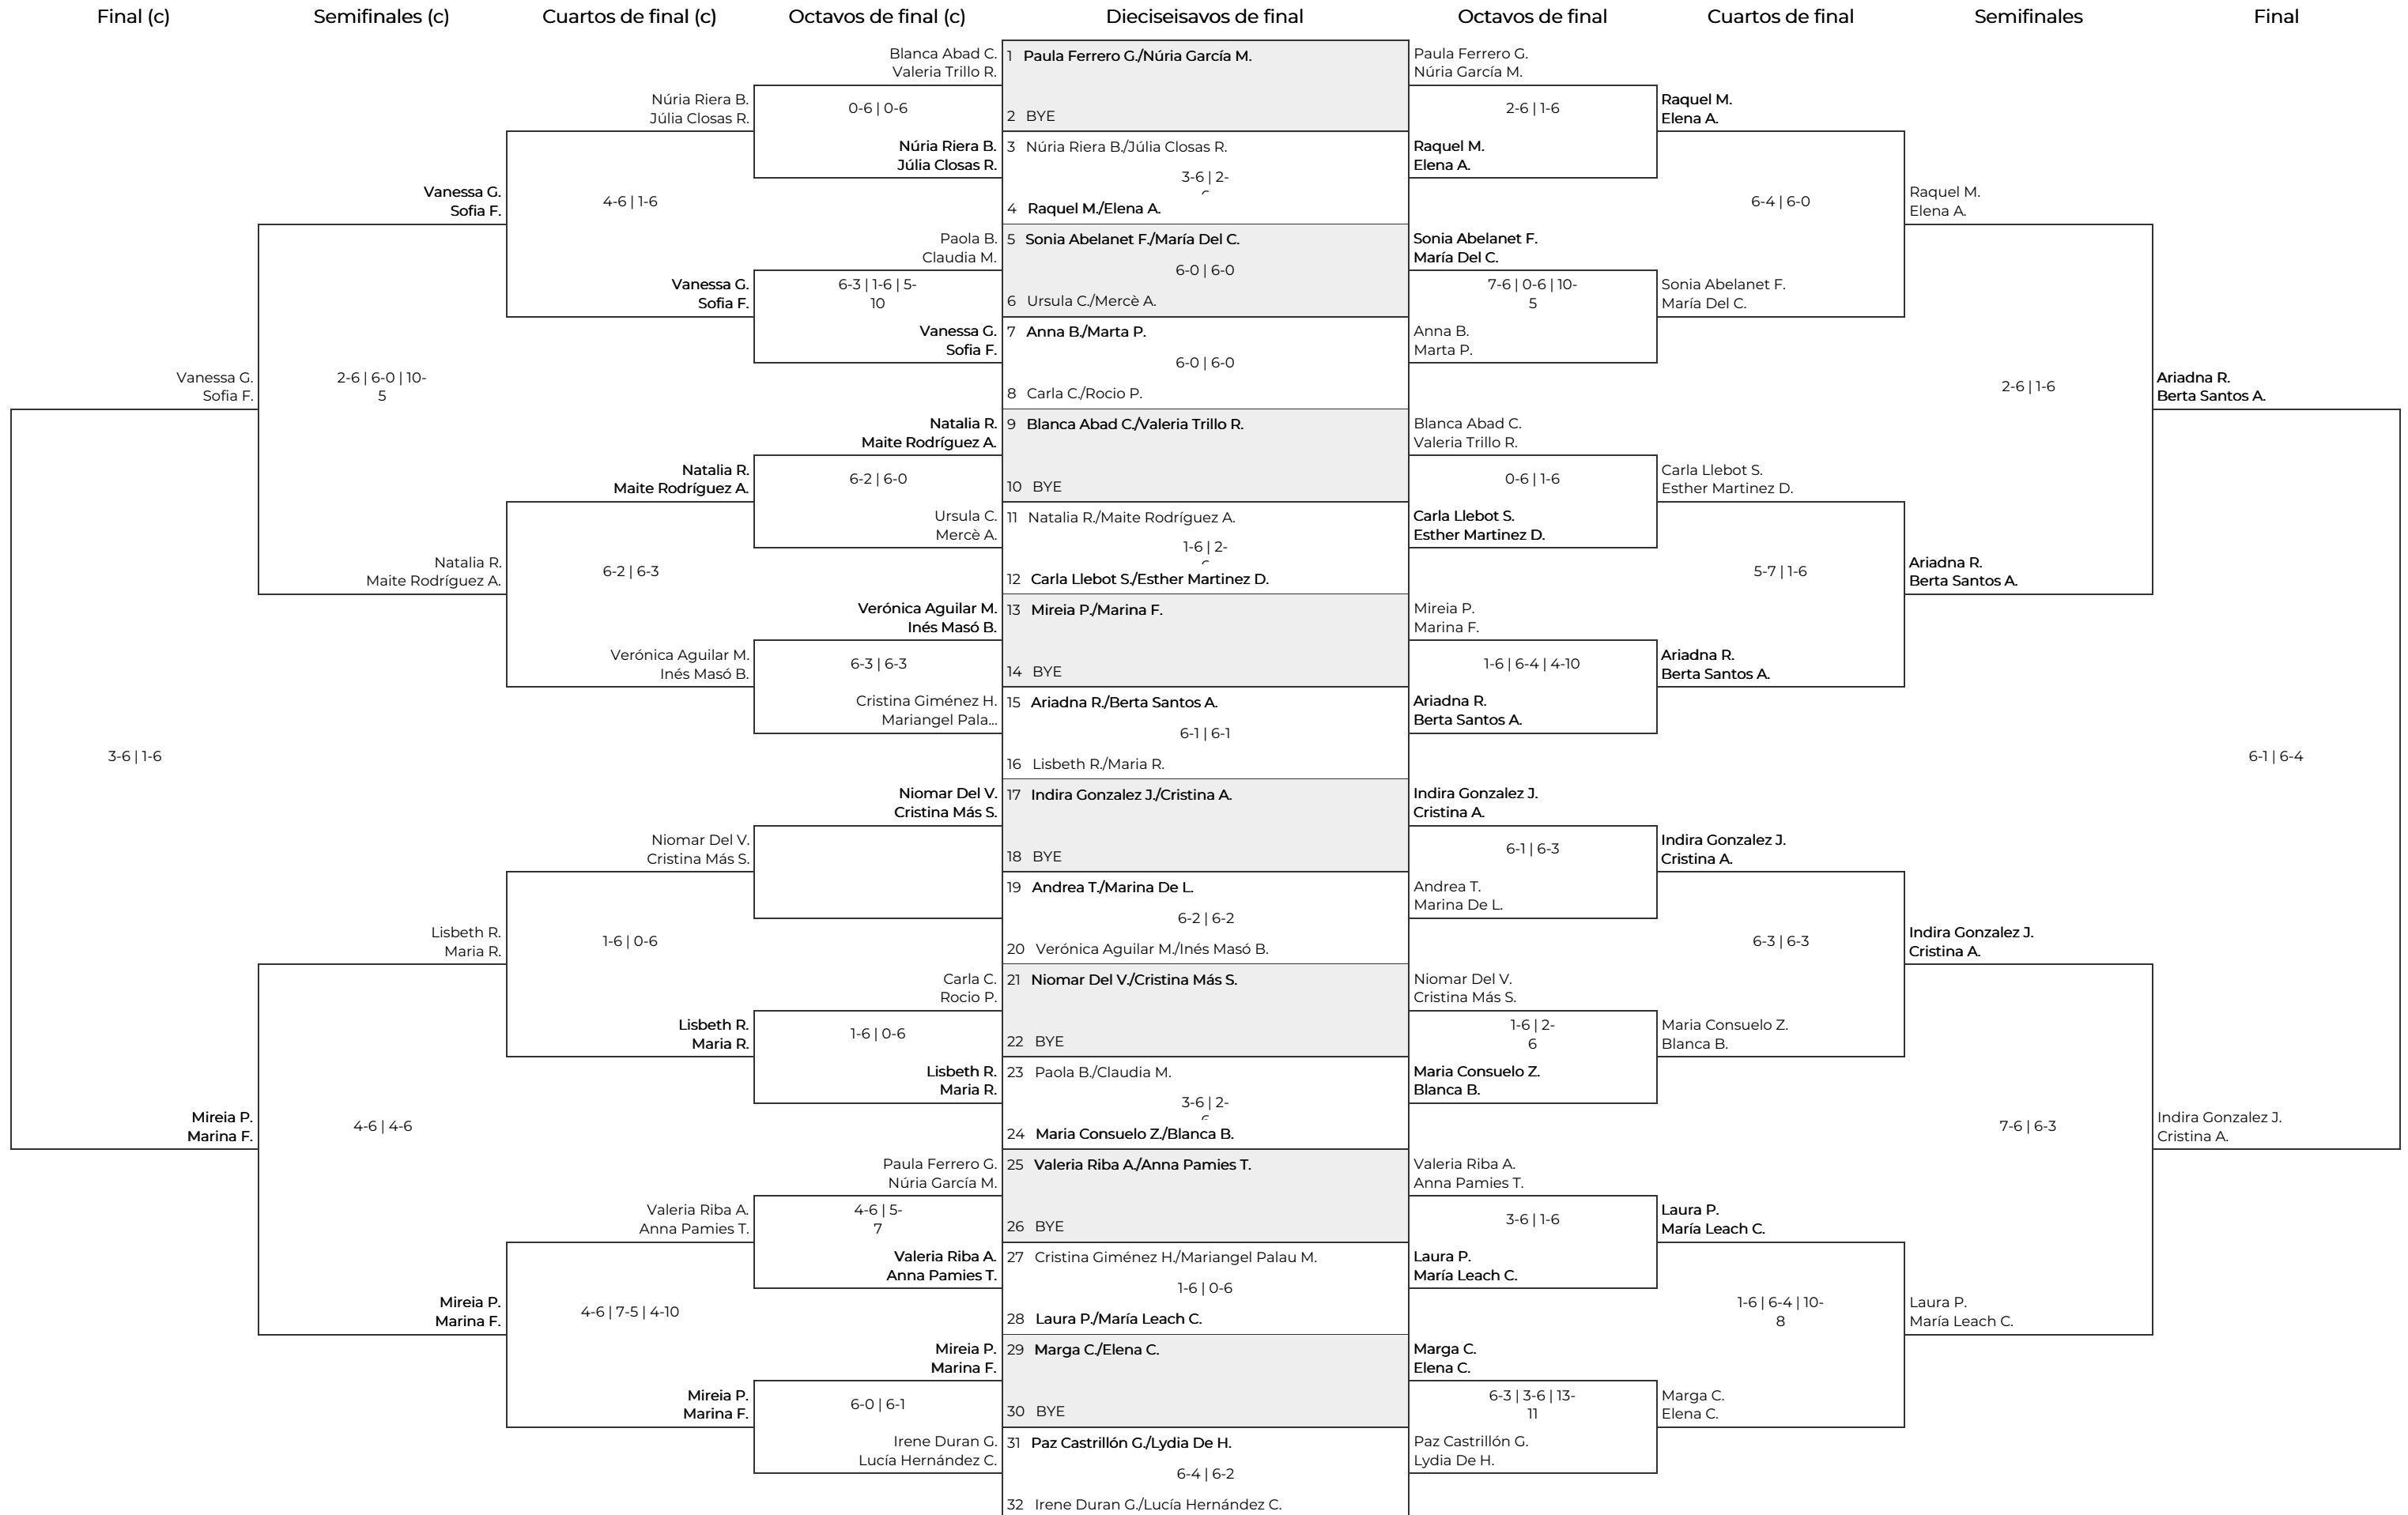 Final (c)
Semifinales (c)
Cuartos de final (c)
Octavos de final (c)
Dieciseisavos de final
Octavos de final
Cuartos de final
Semifinales
Final
Vanessa G.
Sofia F.
3-6 | 1-6
Mireia P.
Marina F.
Vanessa G.
Sofia F.
2-6 | 6-0 | 10-
5
Natalia R.
Maite Rodríguez A.
Lisbeth R.
Maria R.
4-6 | 4-6
Mireia P.
Marina F.
Núria Riera B.
Júlia Closas R.
4-6 | 1-6
Vanessa G.
Sofia F.
Natalia R.
Maite Rodríguez A.
6-2 | 6-3
Verónica Aguilar M.
Inés Masó B.
Niomar Del V.
Cristina Más S.
1-6 | 0-6
Lisbeth R.
Maria R.
Valeria Riba A.
Anna Pamies T.
4-6 | 7-5 | 4-10
Mireia P.
Marina F.
Blanca Abad C.
Valeria Trillo R.
0-6 | 0-6
Núria Riera B.
Júlia Closas R.
Paola B.
Claudia M.
6-3 | 1-6 | 5-
10
Vanessa G.
Sofia F.
Natalia R.
Maite Rodríguez A.
6-2 | 6-0
Ursula C.
Mercè A.
Verónica Aguilar M.
Inés Masó B.
6-3 | 6-3
Cristina Giménez H.
Mariangel Pala...
Niomar Del V.
Cristina Más S.
Carla C.
Rocio P.
1-6 | 0-6
Lisbeth R.
Maria R.
Paula Ferrero G.
Núria García M.
4-6 | 5-
7
Valeria Riba A.
Anna Pamies T.
Mireia P.
Marina F.
6-0 | 6-1
Irene Duran G.
Lucía Hernández C.
1 Paula Ferrero G./Núria García M.
2 BYE
3 Núria Riera B./Júlia Closas R.
3-6 | 2-
4 Raquel M./Elena A.
5 Sonia Abelanet F./María Del C.
6-0 | 6-0
6 Ursula C./Mercè A.
7 Anna B./Marta P.
6-0 | 6-0
8 Carla C./Rocio P.
9 Blanca Abad C./Valeria Trillo R.
10 BYE
11 Natalia R./Maite Rodríguez A.
1-6 | 2-
12 Carla Llebot S./Esther Martinez D.
13 Mireia P./Marina F.
14 BYE
15 Ariadna R./Berta Santos A.
6-1 | 6-1
16 Lisbeth R./Maria R.
17 Indira Gonzalez J./Cristina A.
18 BYE
19 Andrea T./Marina De L.
6-2 | 6-2
20 Verónica Aguilar M./Inés Masó B.
21 Niomar Del V./Cristina Más S.
22 BYE
23 Paola B./Claudia M.
3-6 | 2-
24 Maria Consuelo Z./Blanca B.
25 Valeria Riba A./Anna Pamies T.
26 BYE
27 Cristina Giménez H./Mariangel Palau M.
1-6 | 0-6
28 Laura P./María Leach C.
29 Marga C./Elena C.
30 BYE
31 Paz Castrillón G./Lydia De H.
6-4 | 6-2
32 Irene Duran G./Lucía Hernández C.
Paula Ferrero G.
Núria García M.
2-6 | 1-6
Raquel M.
Elena A.
Sonia Abelanet F.
María Del C.
7-6 | 0-6 | 10-
5
Anna B.
Marta P.
Blanca Abad C.
Valeria Trillo R.
0-6 | 1-6
Carla Llebot S.
Esther Martinez D.
Mireia P.
Marina F.
1-6 | 6-4 | 4-10
Ariadna R.
Berta Santos A.
Indira Gonzalez J.
Cristina A.
6-1 | 6-3
Andrea T.
Marina De L.
Niomar Del V.
Cristina Más S.
1-6 | 2-
6
Maria Consuelo Z.
Blanca B.
Valeria Riba A.
Anna Pamies T.
3-6 | 1-6
Laura P.
María Leach C.
Marga C.
Elena C.
6-3 | 3-6 | 13-
11
Paz Castrillón G.
Lydia De H.
Raquel M.
Elena A.
6-4 | 6-0
Sonia Abelanet F.
María Del C.
Carla Llebot S.
Esther Martinez D.
5-7 | 1-6
Ariadna R.
Berta Santos A.
Indira Gonzalez J.
Cristina A.
6-3 | 6-3
Maria Consuelo Z.
Blanca B.
Laura P.
María Leach C.
1-6 | 6-4 | 10-
8
Marga C.
Elena C.
Raquel M.
Elena A.
2-6 | 1-6
Ariadna R.
Berta Santos A.
Indira Gonzalez J.
Cristina A.
7-6 | 6-3
Laura P.
María Leach C.
Ariadna R.
Berta Santos A.
6-1 | 6-4
Indira Gonzalez J.
Cristina A.